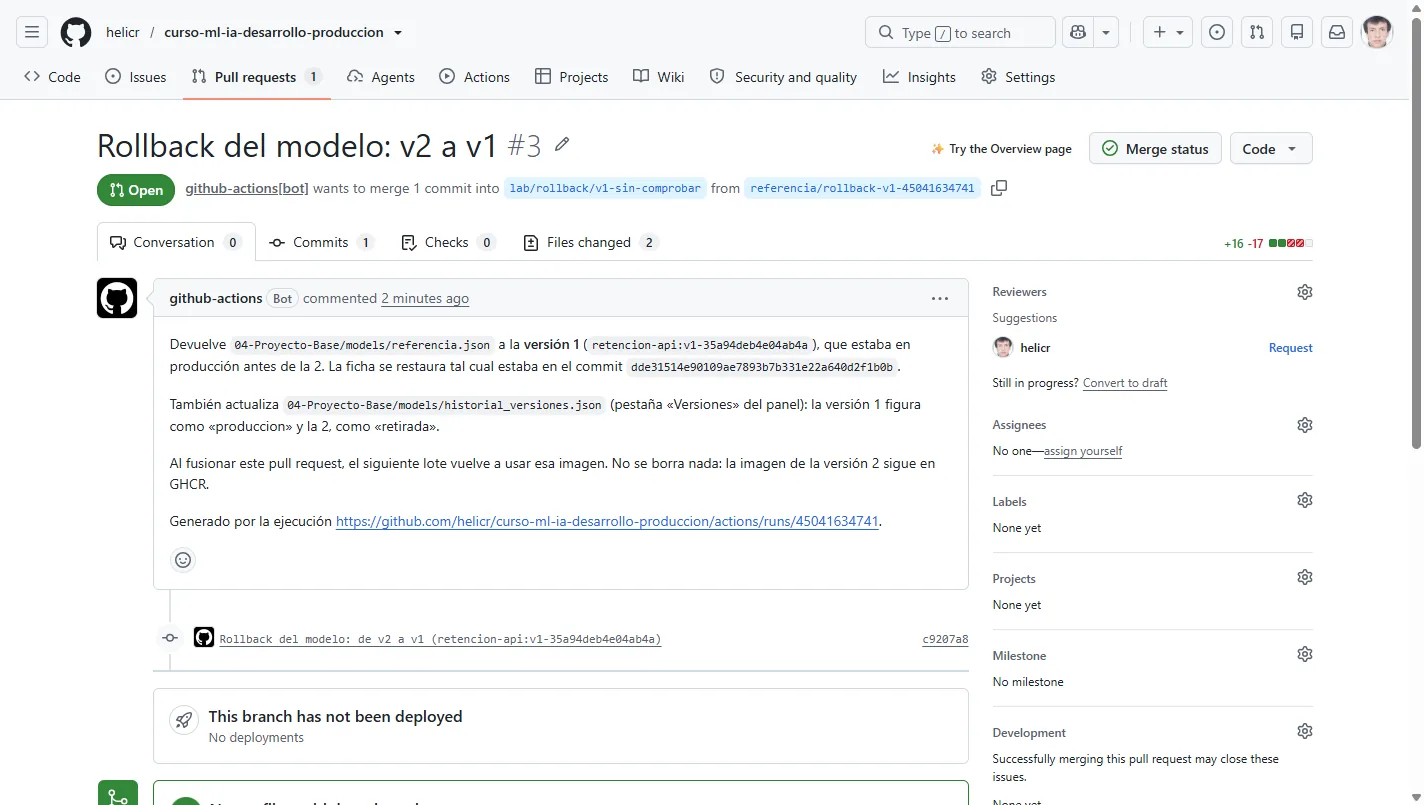 helicr / curso-ml-ia-desarrollo-produccion
Type / to search
Code
Issues
Pull requests 1
Agents
Actions
Projects
Wiki
Security and quality
Insights
Settings
Rollback del modelo: v2 a v1 #3
Try the Overview page
Merge status
Code
Open
github-actions[bot] wants to merge 1 commit into lab/rollback/v1-sin-comprobar from referencia/rollback-v1-45041634741
Conversation 0
Commits 1
Checks 0
Files changed 2
+16 -17
github-actions Bot commented 2 minutes ago
Devuelve 04-Proyecto-Base/models/referencia.json a la versión 1 ( retencion-api:v1-35a94deb4e04ab4a ), que estaba en
producción antes de la 2. La ficha se restaura tal cual estaba en el commit dde31514e90109ae7893b7b331e22a640d2f1b0b .
También actualiza 04-Proyecto-Base/models/historial_versiones.json (pestaña «Versiones» del panel): la versión 1 figura
como «produccion» y la 2, como «retirada».
Al fusionar este pull request, el siguiente lote vuelve a usar esa imagen. No se borra nada: la imagen de la versión 2 sigue en
GHCR.
Generado por la ejecución https://github.com/helicr/curso-ml-ia-desarrollo-produccion/actions/runs/45041634741.
Rollback del modelo: de v2 a v1 (retencion-api:v1-35a94deb4e04ab4a)
c9207a8
This branch has not been deployed
No deployments
Reviewers
Suggestions
helicr
Request
Still in progress? Convert to draft
Assignees
No one—assign yourself
Labels
None yet
Projects
None yet
Milestone
No milestone
Development
Successfully merging this pull request may close these
issues.
None yet